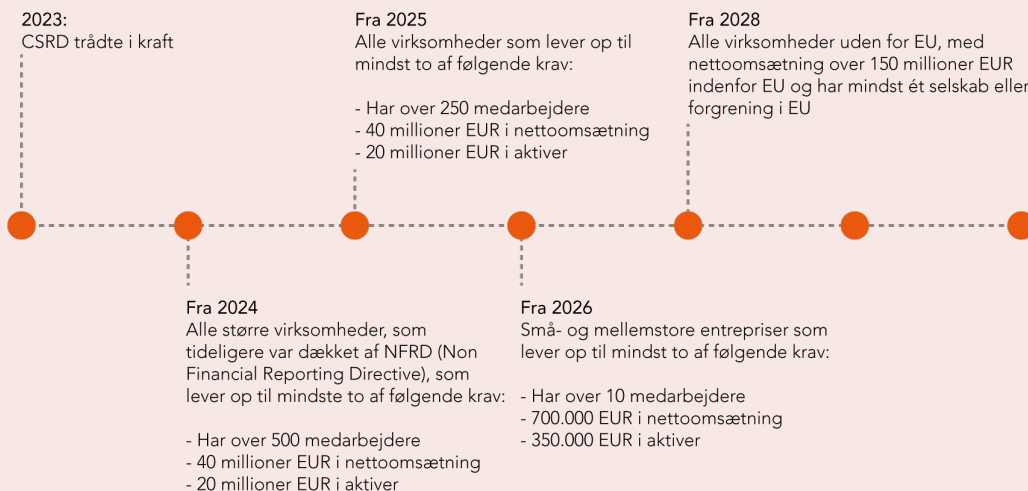 2023:
CSRD trådte i kraft
Fra 2024
Alle større virksomheder, som
tideligere var dækket af NFRD (Non
Financial Reporting Directive), som
lever op til mindste to af følgende krav:
- Har over 500 medarbejdere
- 40 millioner EUR i nettoomsætning
- 20 millioner EUR i aktiver
Fra 2025
Alle virksomheder som lever op til
mindst to af følgende krav:
- Har over 250 medarbejdere
- 40 millioner EUR i nettoomsætning
- 20 millioner EUR i aktiver
Fra 2026
Små- og mellemstore entrepriser som
lever op til mindst to af følgende krav:
- Har over 10 medarbejdere
- 700.000 EUR i nettoomsætning
- 350.000 EUR i aktiver
Fra 2028
Alle virksomheder uden for EU, med
nettoomsætning over 150 millioner EUR
indenfor EU og har mindst ét selskab eller
forgrening i EU